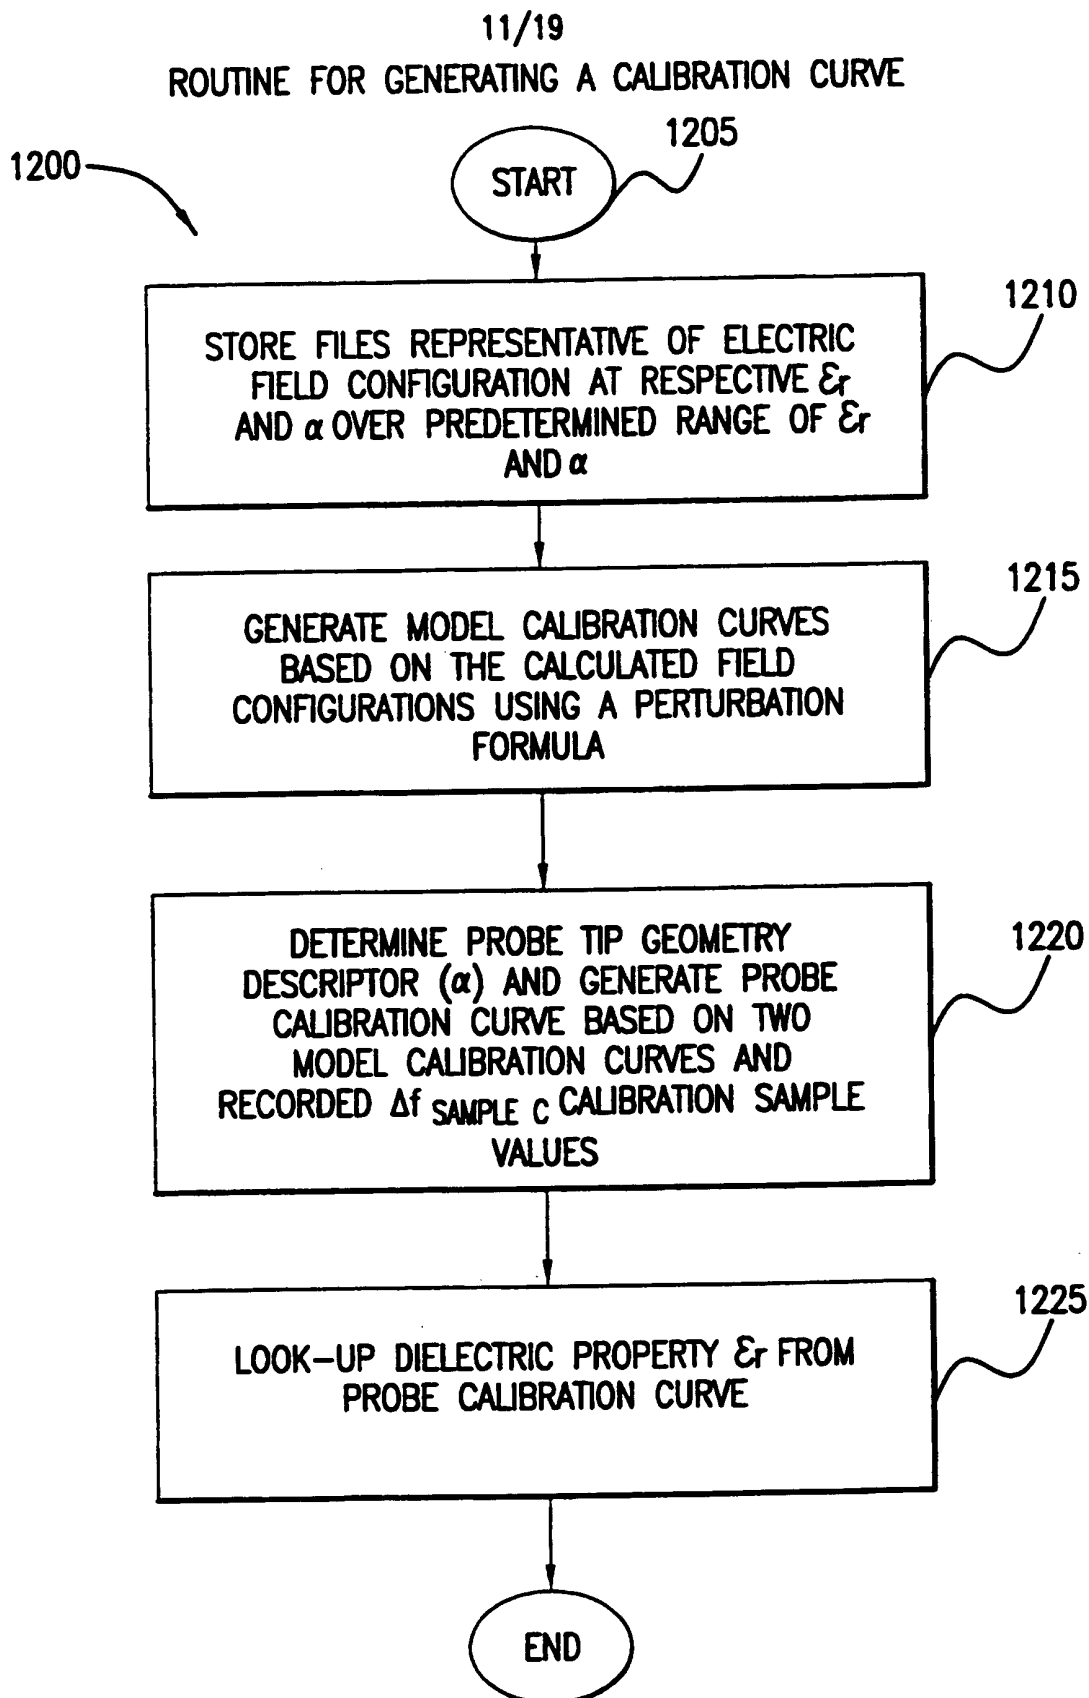 11/19
ROUTINE FOR GENERATING A CALIBRATION CURVE
1200
START
1205
STORE FILES REPRESENTATIVE OF ELECTRIC
FIELD CONFIGURATION AT RESPECTIVE Ɛr
AND α OVER PREDETERMINED RANGE OF Ɛr
AND α
1210
GENERATE MODEL CALIBRATION CURVES
BASED ON THE CALCULATED FIELD
CONFIGURATIONS USING A PERTURBATION
FORMULA
1215
DETERMINE PROBE TIP GEOMETRY
DESCRIPTOR (α) AND GENERATE PROBE
CALIBRATION CURVE BASED ON TWO
MODEL CALIBRATION CURVES AND
RECORDED Δf SAMPLE C CALIBRATION SAMPLE
VALUES
1220
LOOK-UP DIELECTRIC PROPERTY Ɛr FROM
PROBE CALIBRATION CURVE
1225
END